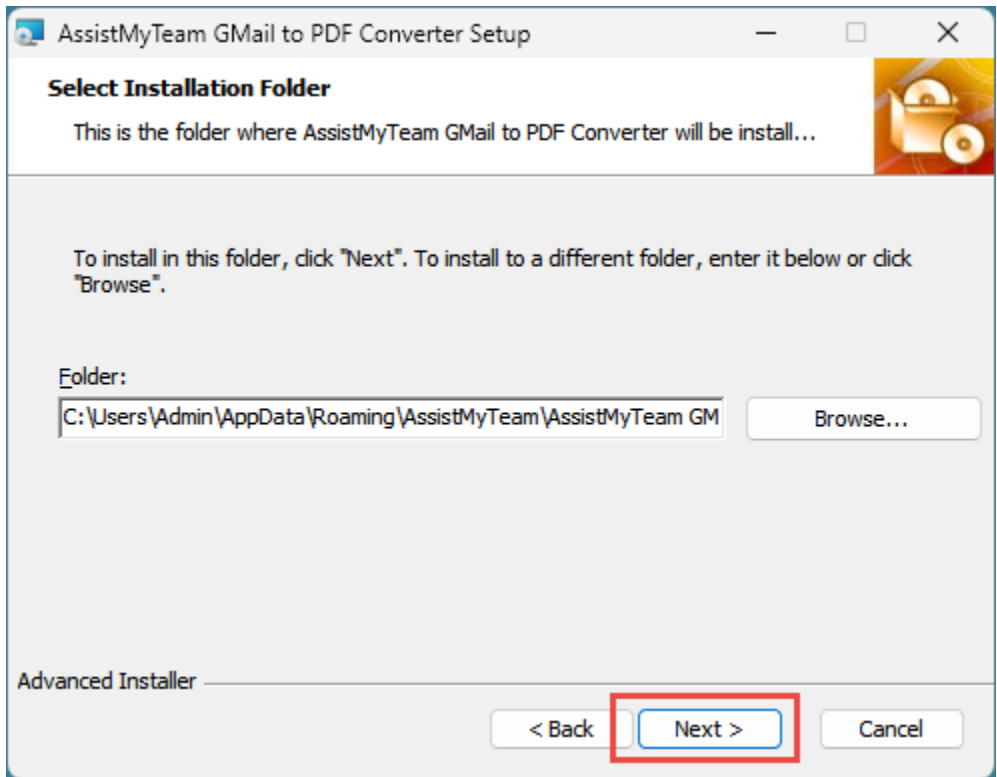 AssistMyTeam GMail to PDF Converter Setup
Select Installation Folder
This is the folder where AssistMyTeam GMail to PDF Converter will be install...
To install in this folder, click "Next". To install to a different folder, enter it below or click
"Browse".
Folder:
C:\Users\Admin\AppData\Roaming\AssistMyTeam\AssistMyTeam GM
Browse...
Advanced Installer
< Back
Next >
Cancel